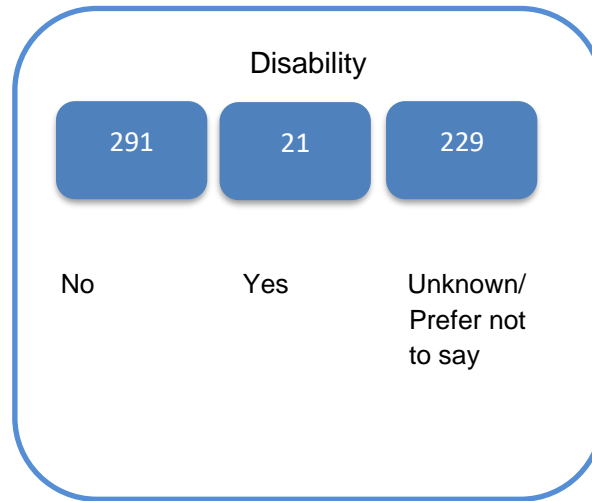 Disability
291 21 229
No Yes Unknown/
Prefer not
to say